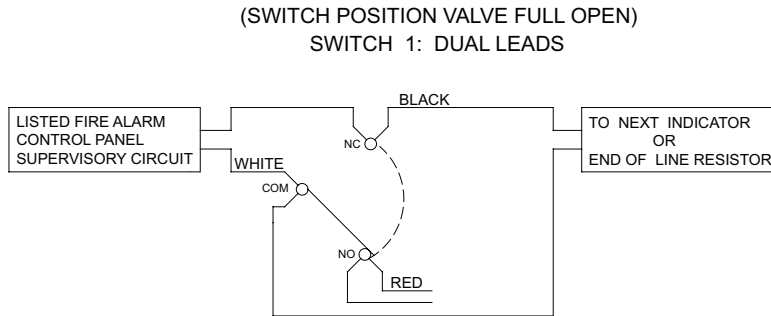 (SWITCH POSITION VALVE FULL OPEN)
SWITCH 1: DUAL LEADS
BLACK
LISTED FIRE ALARM
CONTROL PANEL
SUPERVISORY CIRCUIT
TO NEXT INDICATOR
OR
END OF LINE RESISTOR
NC
WHITE
COM
NO
RED